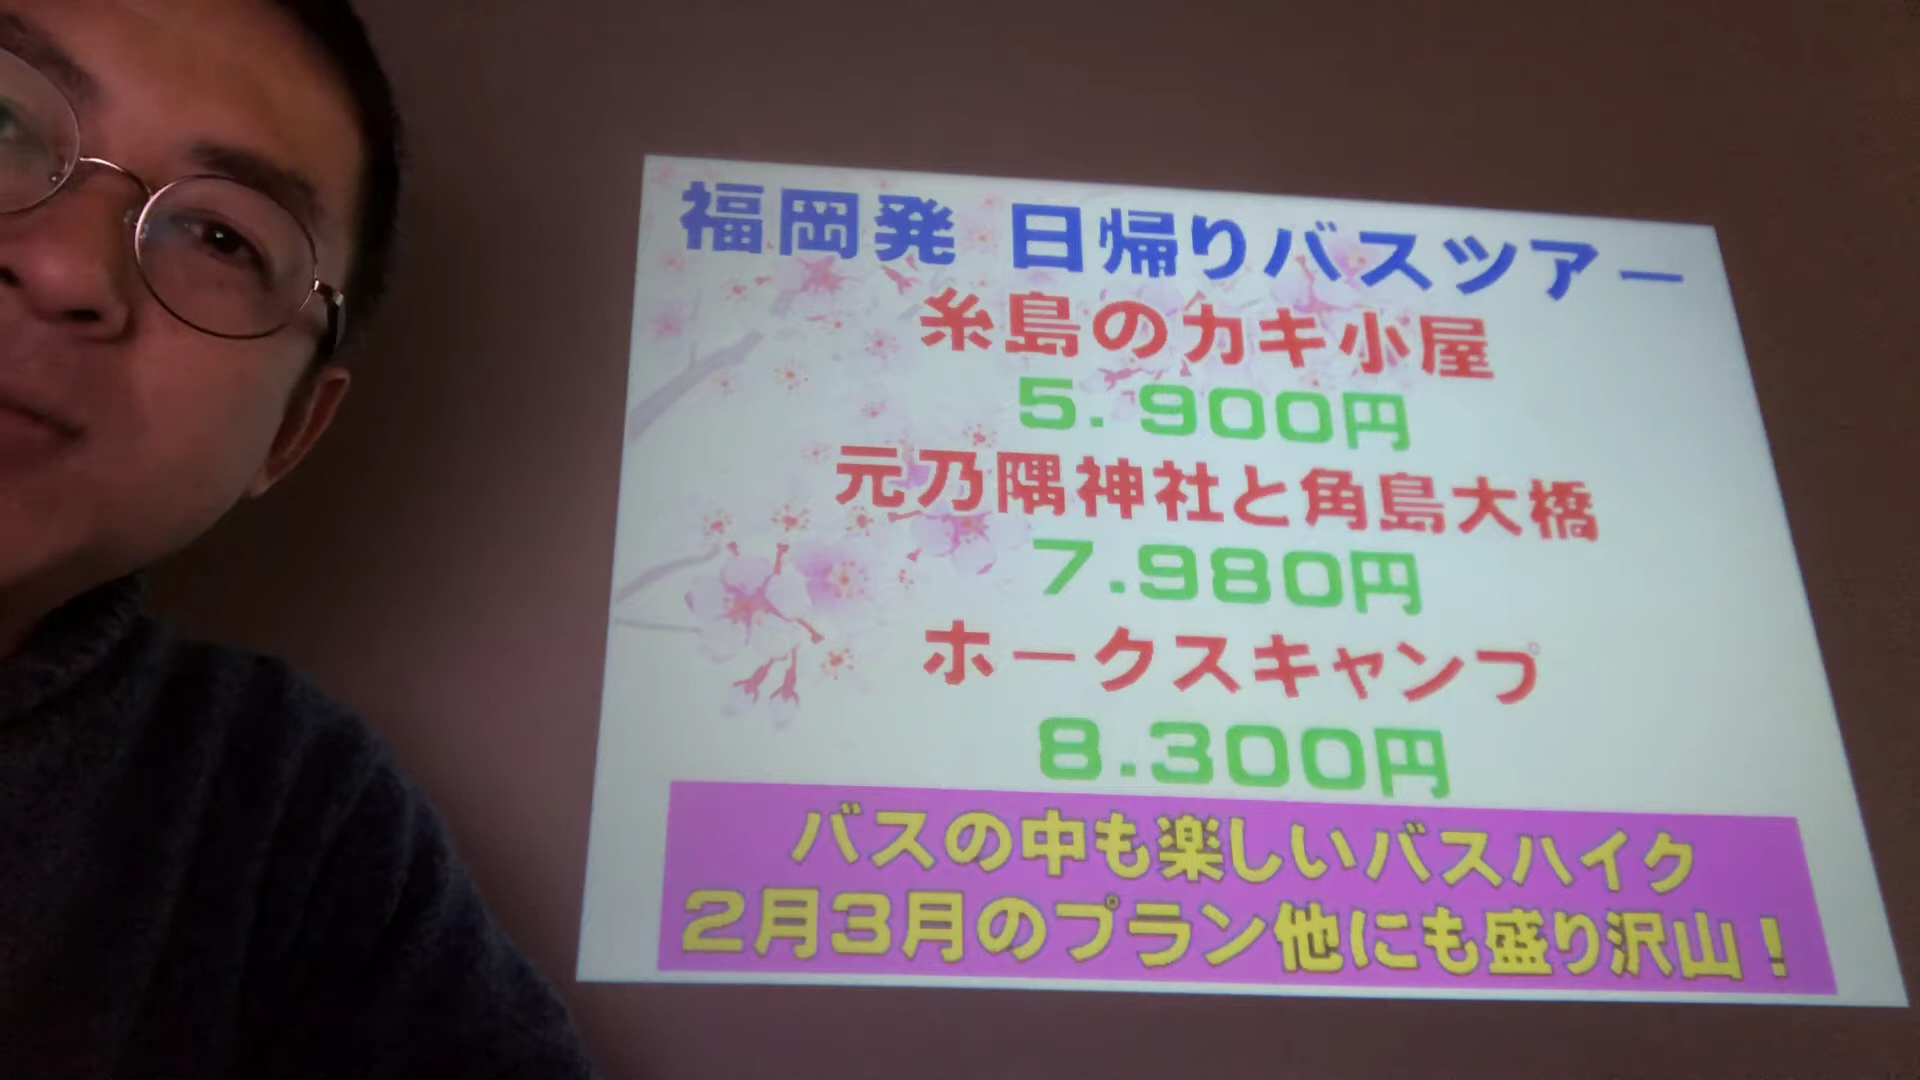 福岡発 日帰りバスツアー
糸島のカキ小屋
5.900円
元乃隅神社と角島大橋
7.980円
ホークスキャンプ
8.300円
バスの中も楽しいバスハイク
2月3月のプラン他にも盛り沢山!